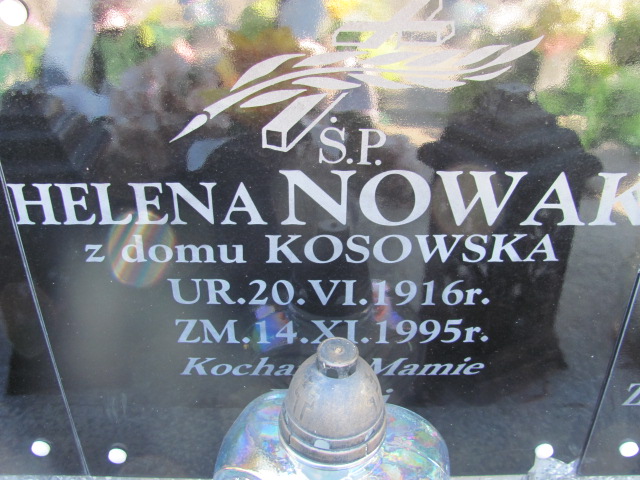 Ś.P.
HELENA NOWAK
z domu KOSOWSKA
UR.20.VI.1916r.
ZM.14.XI.1995r.
Mamie